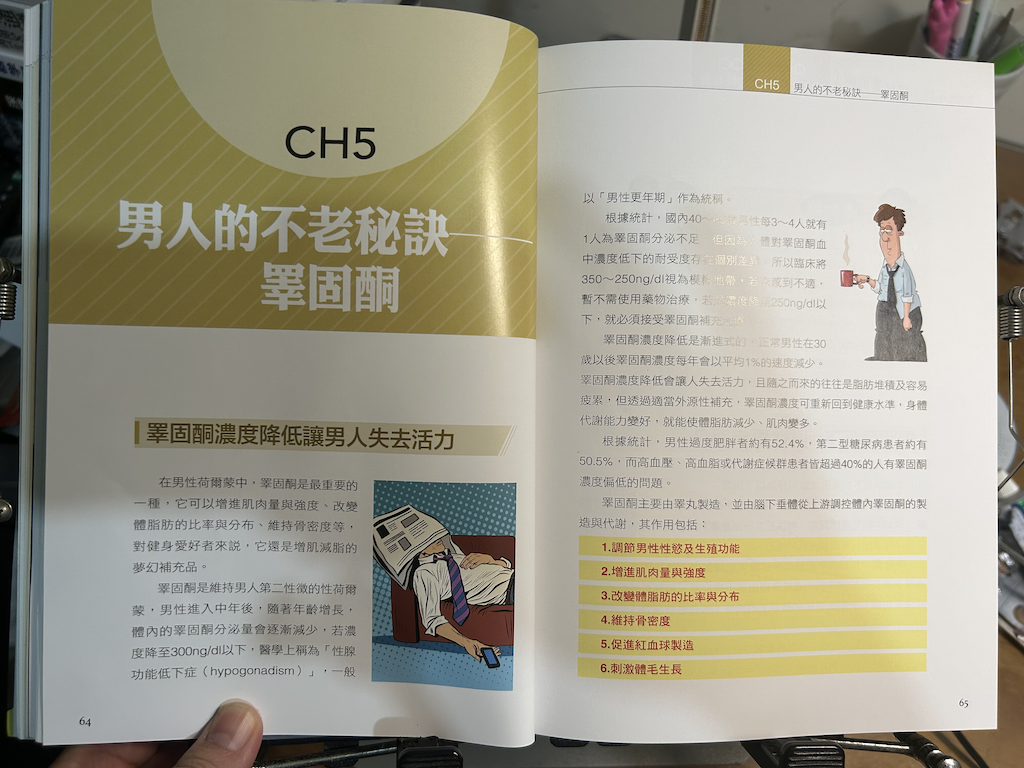 CH5
男人的不老秘訣──
睪固酮
睪固酮濃度降低讓男人失去活力
在男性荷爾蒙中，睪固酮是最重要的
一種，它可以增進肌肉量與強度、改變
體脂肪的比率與分布、維持骨密度等，
對健身愛好者來說，它還是增肌減脂的
夢幻補充品。
睪固酮是維持男人第二性徵的性荷爾
蒙，男性進入中年後，隨著年齡增長，
體內的睪固酮分泌量會逐漸減少，若濃
度降至300ng/dl以下，醫學上稱為「性腺
功能低下症（hypogonadism）」，一般
64
CH5 男人的不老秘訣──睪固酮
以「男性更年期」作為統稱。
根據統計，國內40～ 男性每3～4人就有
1人為睪固酮分泌不足，但因為 體對睪固酮血
中濃度低下的耐受度存在個別差異，所以臨床將
350～250ng/dl視為模糊地帶，若 感到不適，
暫不需使用藥物治療，若 濃度 250ng/dl以
下，就必須接受睪固酮補充
睪固酮濃度降低是漸進式的，正常男性在30
歲以後睪固酮濃度每年會以平均1%的速度減少。
睪固酮濃度降低會讓人失去活力，且隨之而來的往往是脂肪堆積及容易
疲累，但透過適當外源性補充，睪固酮濃度可重新回到健康水準，身體
代謝能力變好，就能使體脂肪減少、肌肉變多。
根據統計，男性過度肥胖者約有52.4%，第二型糖尿病患者約有
50.5%，而高血壓、高血脂或代謝症候群患者皆超過40%的人有睪固酮
濃度偏低的問題。
睪固酮主要由睪丸製造，並由腦下垂體從上游調控體內睪固酮的製
造與代謝，其作用包括：
1.調節男性性慾及生殖功能
2.增進肌肉量與強度
3.改變體脂肪的比率與分布
4.維持骨密度
5.促進紅血球製造
6.刺激體毛生長
65